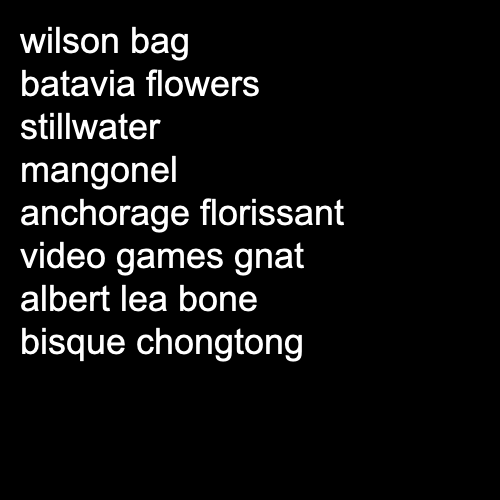 wilson bag
batavia flowers
stillwater
mangonel
anchorage florissant
video games gnat
albert lea bone
bisque chongtong